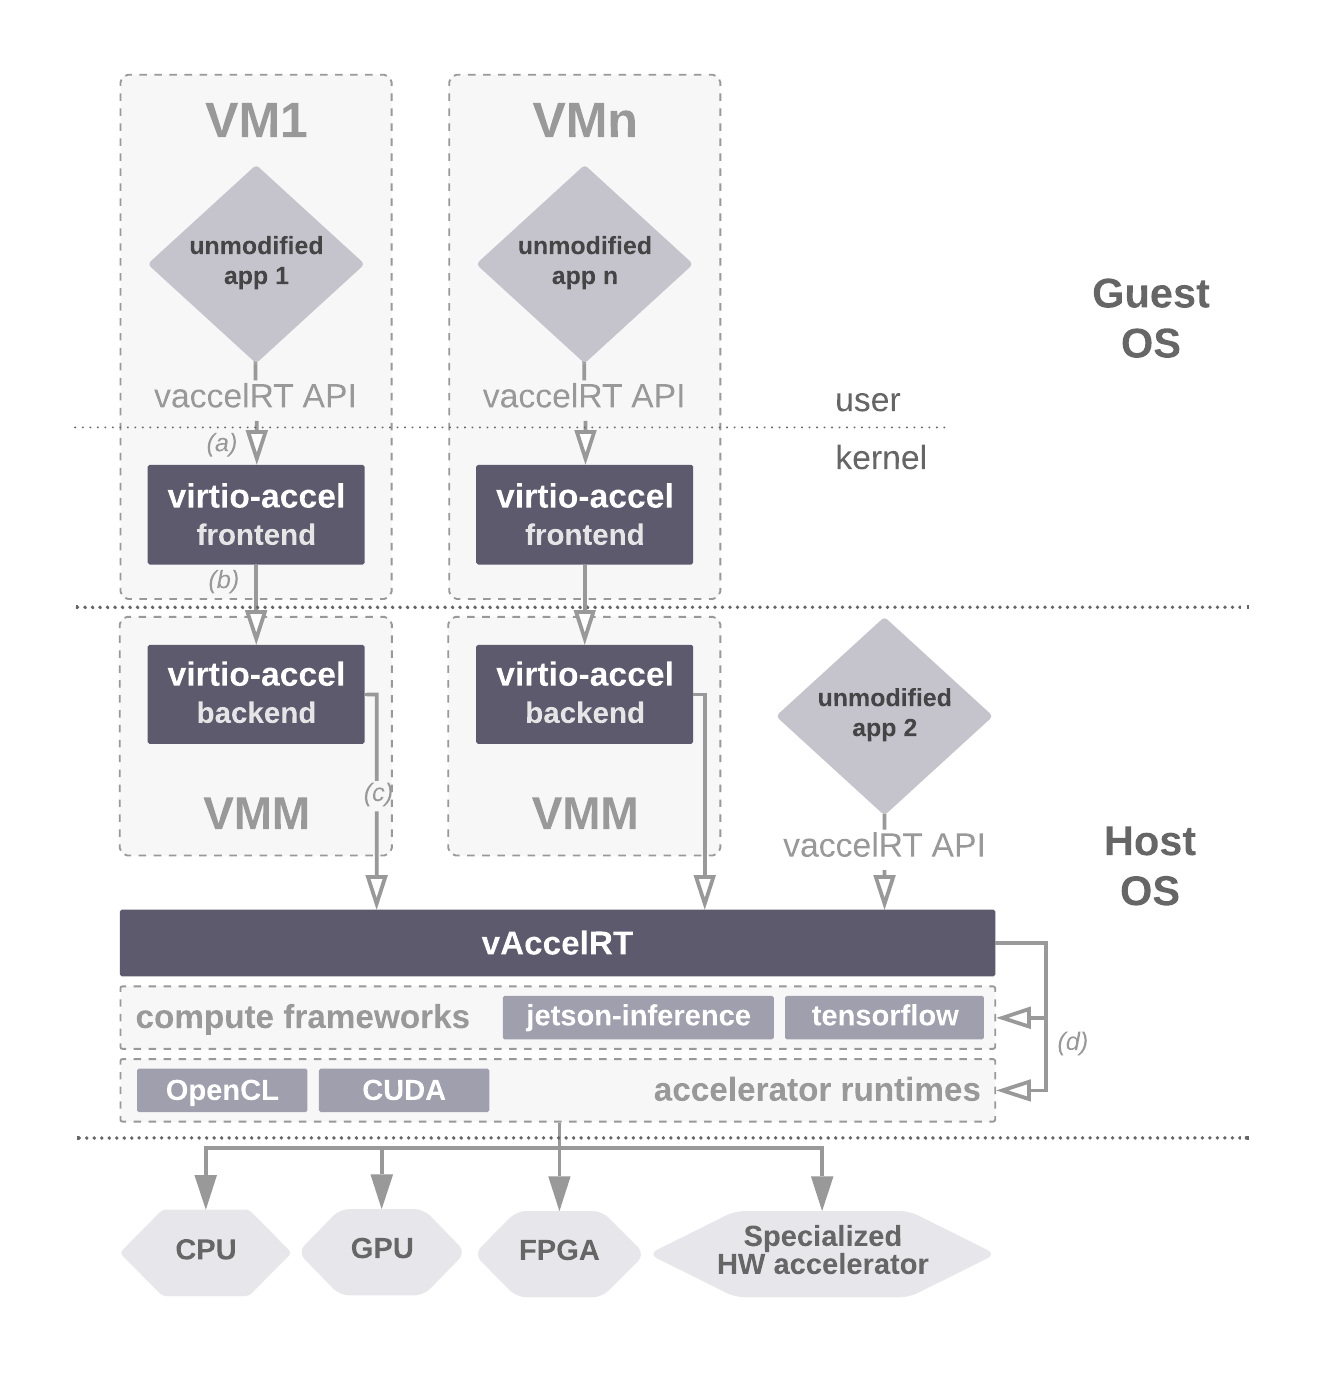 VM1
VMn
unmodified
app 1
unmodified
app n
Guest
OS
vaccelRT API
vaccelRT API
user
(a)
kernel
virtio-accel
frontend
virtio-accel
frontend
(b)
virtio-accel
backend
virtio-accel
backend
unmodified
app 2
(c)
VMM
VMM
vaccelRT API
Host
OS
vAccelRT
compute frameworks
jetson-inference
tensorflow
(d)
OpenCL
CUDA
accelerator runtimes
CPU
GPU
FPGA
Specialized
HW accelerator